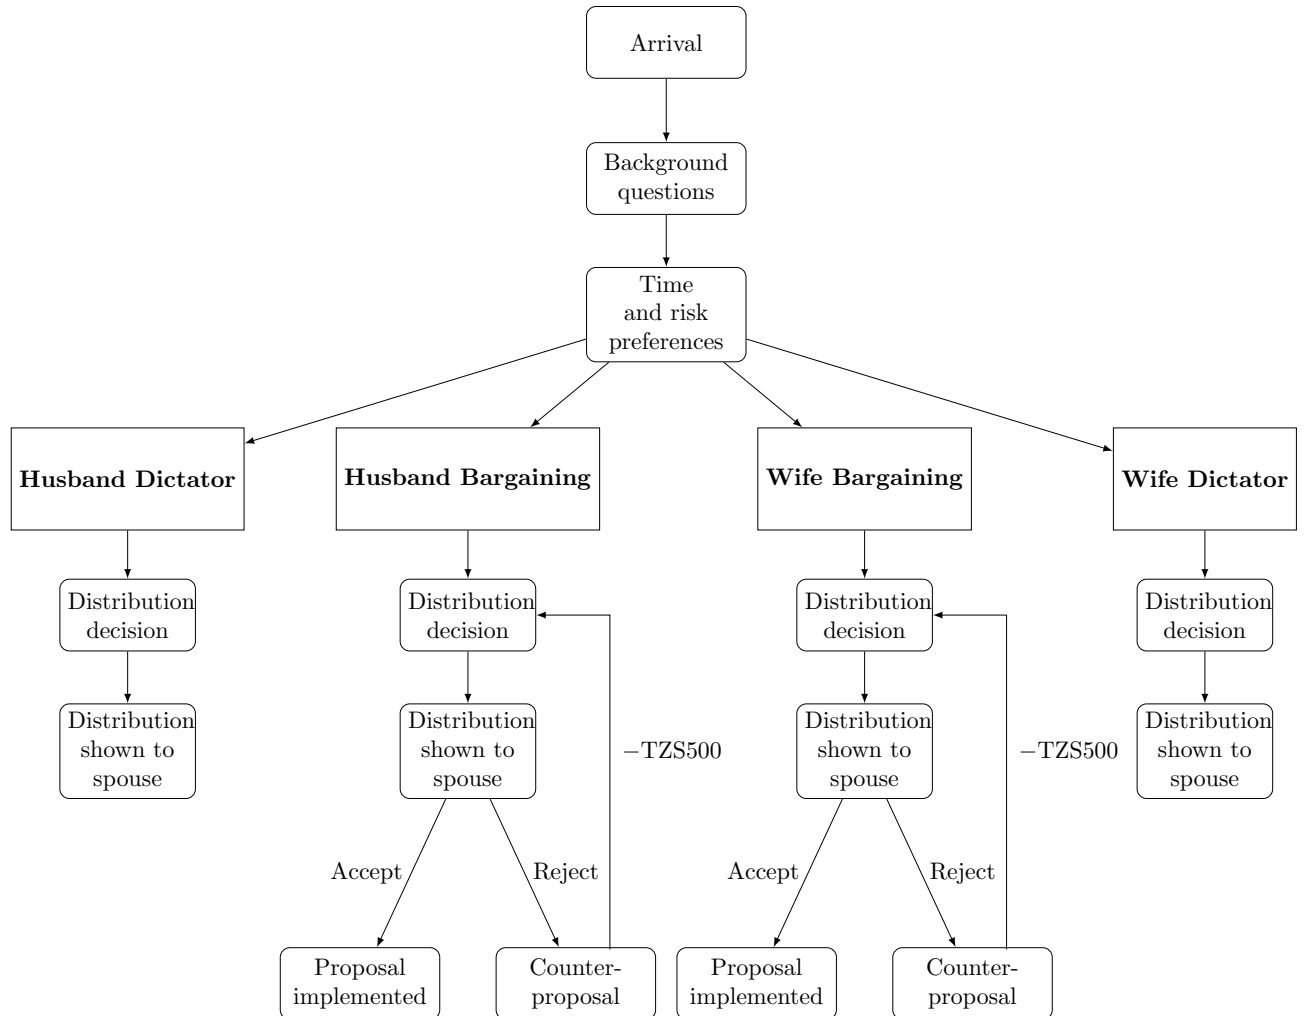 Arrival
Background
questions
Time
and risk
preferences
Husband Dictator
Husband Bargaining
Wife Bargaining
Wife Dictator
Distribution
decision
Distribution
decision
Distribution
decision
Distribution
decision
Distribution
shown to
spouse
Distribution
shown to
spouse
−TZS500
Distribution
shown to
spouse
−TZS500
Distribution
shown to
spouse
Accept
Reject
Accept
Reject
Proposal
implemented
Counter-
proposal
Proposal
implemented
Counter-
proposal